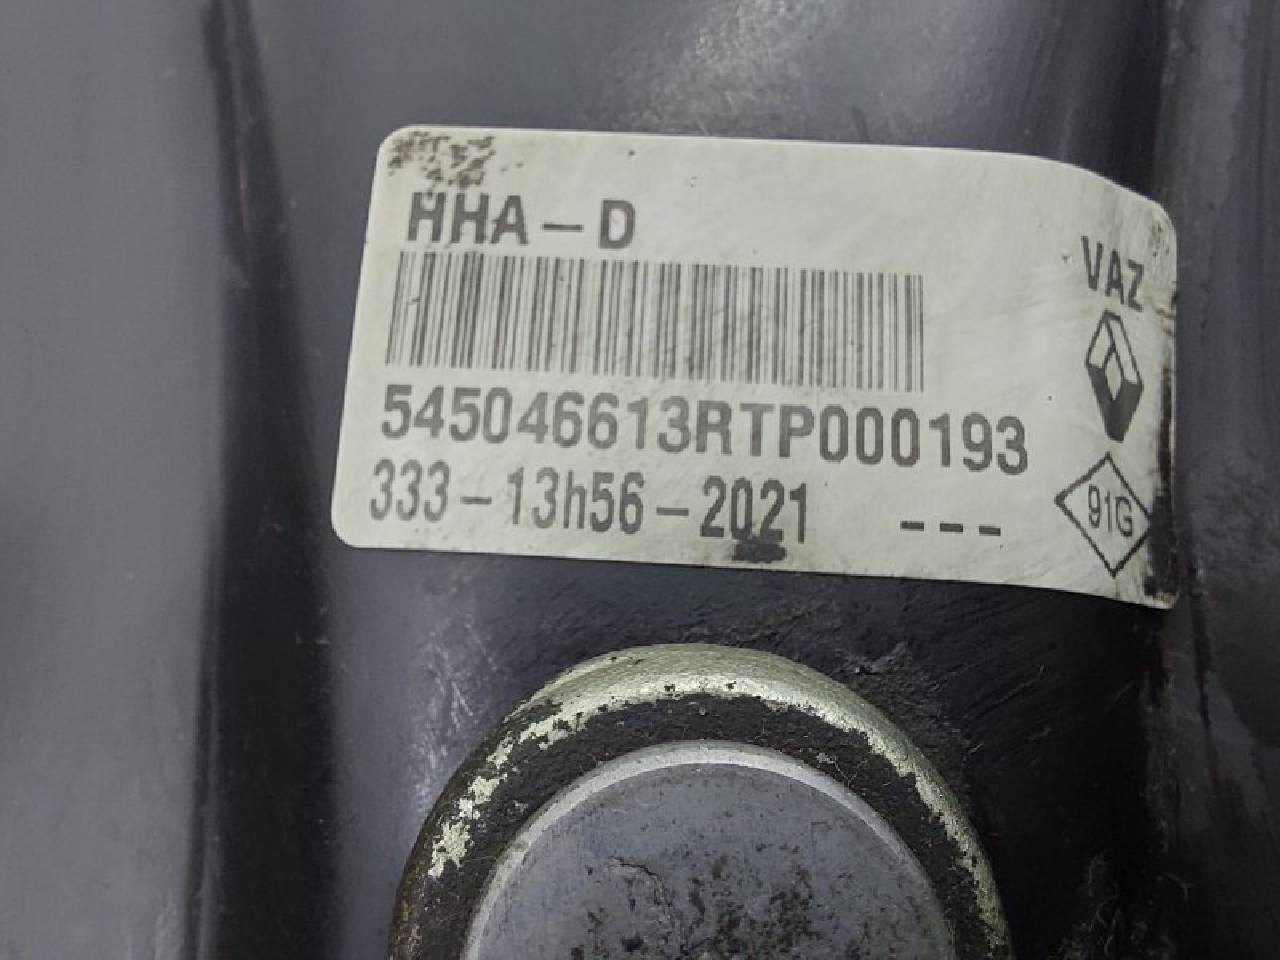 HHA-D
VAZ
545046613RTP000193
333-13h56-2021 ---
91G